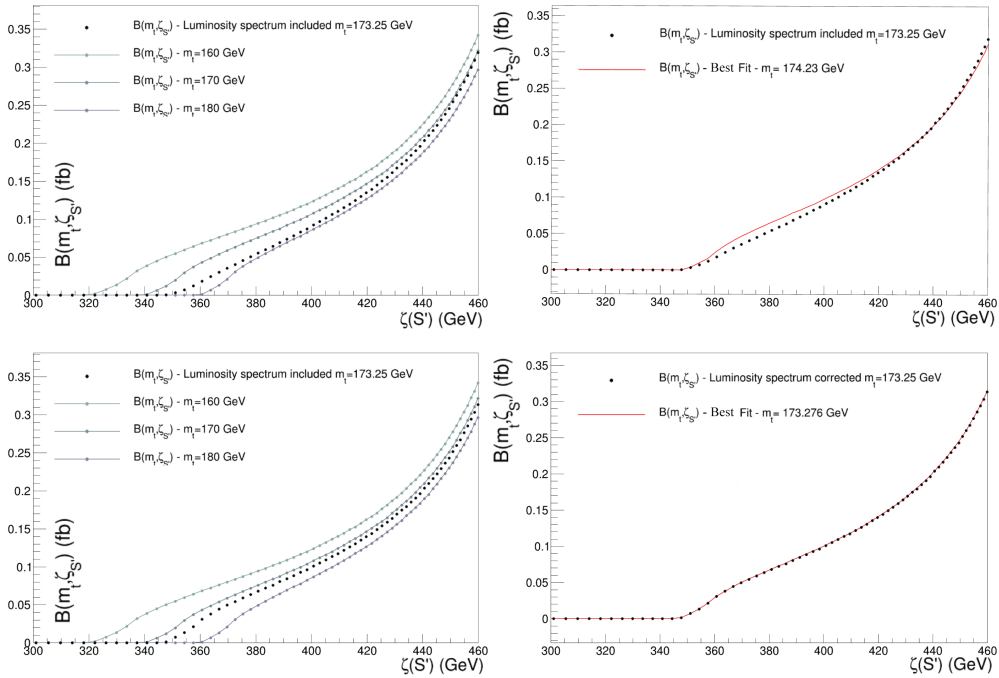 B(m_t,ζ_S') (fb)
0.35
0.3
0.25
0.2
0.15
0.1
0.05
0
B(m_t,ζ_S') - Luminosity spectrum included m_t=173.25 GeV
B(m_t,ζ_S') - m_t=160 GeV
B(m_t,ζ_S') - m_t=170 GeV
B(m_t,ζ_S') - m_t=180 GeV
300 320 340 360 380 400 420 440 460
ζ(S') (GeV)
B(m_t,ζ_S') (fb)
0.35
0.3
0.25
0.2
0.15
0.1
0.05
0
B(m_t,ζ_S') - Luminosity spectrum included m_t=173.25 GeV
B(m_t,ζ_S') - Best Fit - m_t= 174.23 GeV
300 320 340 360 380 400 420 440 460
ζ(S') (GeV)
B(m_t,ζ_S') (fb)
0.35
0.3
0.25
0.2
0.15
0.1
0.05
0
B(m_t,ζ_S') - Luminosity spectrum included m_t=173.25 GeV
B(m_t,ζ_S') - m_t=160 GeV
B(m_t,ζ_S') - m_t=170 GeV
B(m_t,ζ_S') - m_t=180 GeV
300 320 340 360 380 400 420 440 460
ζ(S') (GeV)
B(m_t,ζ_S') (fb)
0.35
0.3
0.25
0.2
0.15
0.1
0.05
0
B(m_t,ζ_S') - Luminosity spectrum corrected m_t=173.25 GeV
B(m_t,ζ_S') - Best Fit - m_t= 173.276 GeV
300 320 340 360 380 400 420 440 460
ζ(S') (GeV)